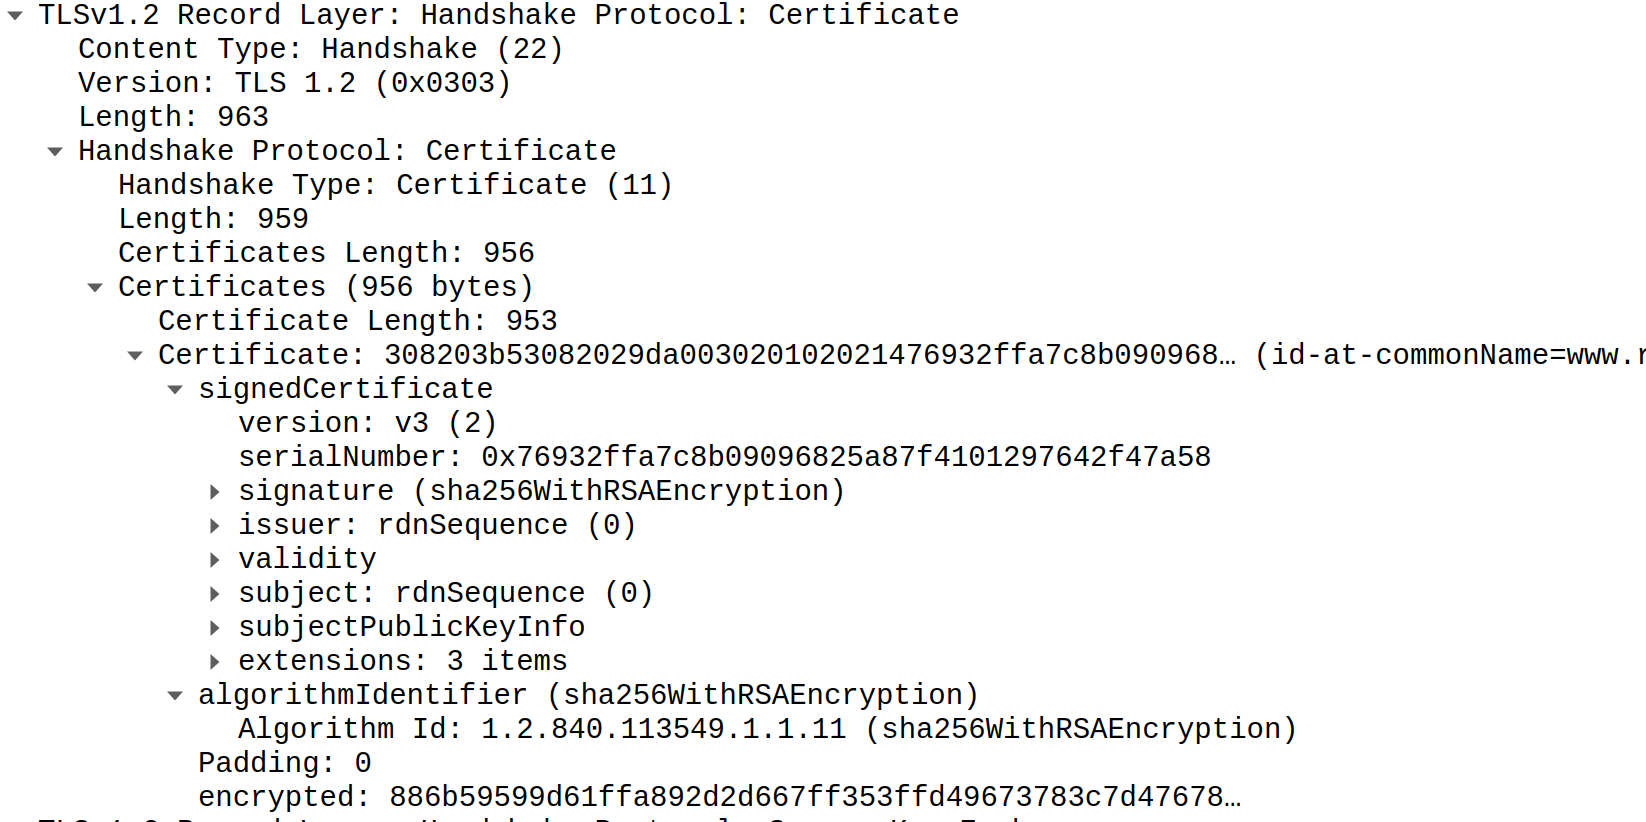 TLSv1.2 Record Layer: Handshake Protocol: Certificate
Content Type: Handshake (22)
Version: TLS 1.2 (0x0303)
Length: 963
Handshake Protocol: Certificate
Handshake Type: Certificate (11)
Length: 959
Certificates Length: 956
Certificates (956 bytes)
Certificate Length: 953
Certificate: 308203b53082029da003020102021476932ffa7c8b090968… (id-at-commonName=www.r
signedCertificate
version: v3 (2)
serialNumber: 0x76932ffa7c8b09096825a87f4101297642f47a58
signature (sha256WithRSAEncryption)
issuer: rdnSequence (0)
validity
subject: rdnSequence (0)
subjectPublicKeyInfo
extensions: 3 items
algorithmIdentifier (sha256WithRSAEncryption)
Algorithm Id: 1.2.840.113549.1.1.11 (sha256WithRSAEncryption)
Padding: 0
encrypted: 886b59599d61ffa892d2d667ff353ffd49673783c7d47678…